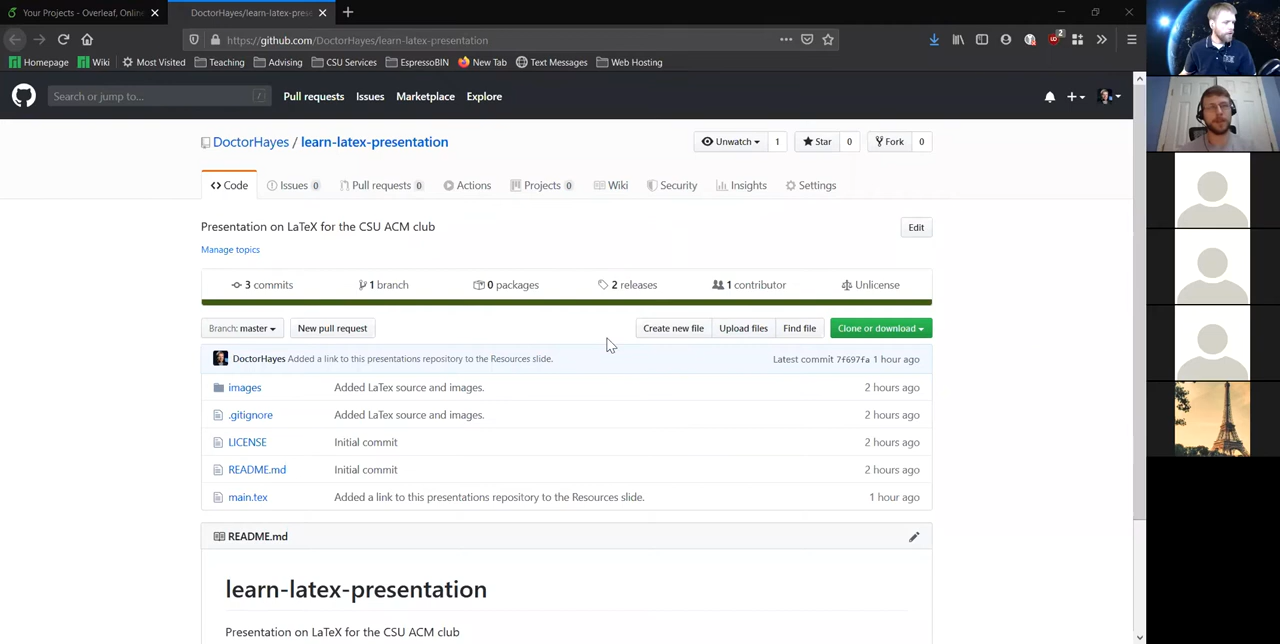 Your Projects - Overleaf, Onlin
DoctorHayes/learn-latex-prese
https://github.com/DoctorHayes/learn-latex-presentation
2
Homepage Wiki Most Visited Teaching Advising CSU Services EspressoBIN New Tab Text Messages Web Hosting
Search or jump to... / Pull requests Issues Marketplace Explore
DoctorHayes / learn-latex-presentation
Unwatch 1 Star 0 Fork 0
Code Issues 0 Pull requests 0 Actions Projects 0 Wiki Security Insights Settings
Presentation on LaTeX for the CSU ACM club
Edit
Manage topics
3 commits 1 branch 0 packages 2 releases 1 contributor Unlicense
Branch: master New pull request Create new file Upload files Find file Clone or download
DoctorHayes Added a link to this presentations repository to the Resources slide. Latest commit 7f697fa 1 hour ago
images Added LaTex source and images. 2 hours ago
.gitignore Added LaTex source and images. 2 hours ago
LICENSE Initial commit 2 hours ago
README.md Initial commit 2 hours ago
main.tex Added a link to this presentations repository to the Resources slide. 1 hour ago
README.md
learn-latex-presentation
Presentation on LaTeX for the CSU ACM club